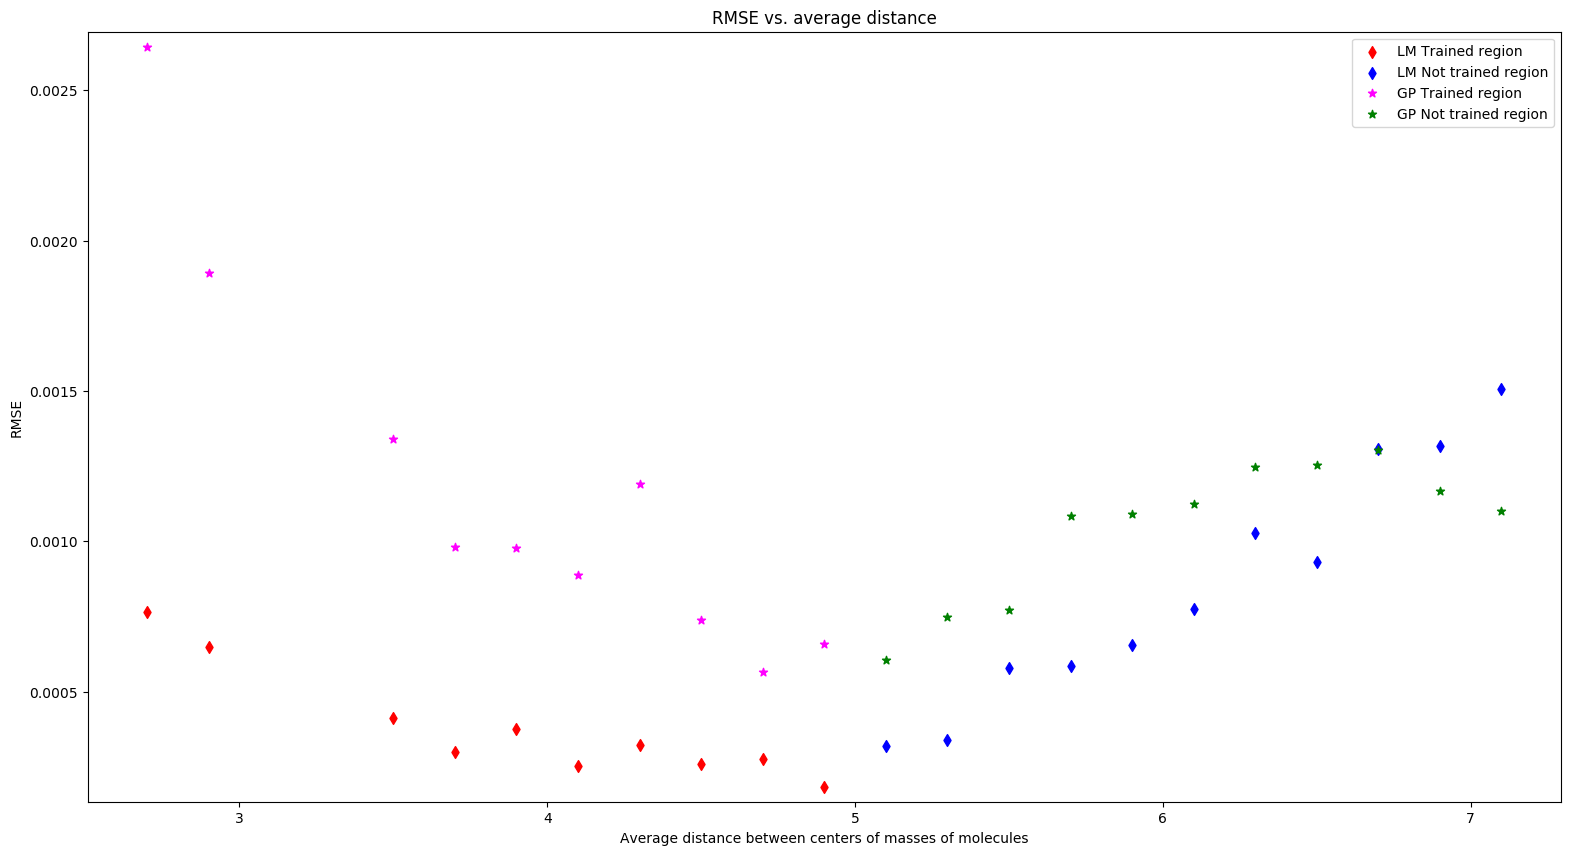 RMSE vs. average distance
LM Trained region
LM Not trained region
GP Trained region
GP Not trained region
0.0025
0.0020
0.0015
0.0010
0.0005
RMSE
3 4 5 6 7
Average distance between centers of masses of molecules